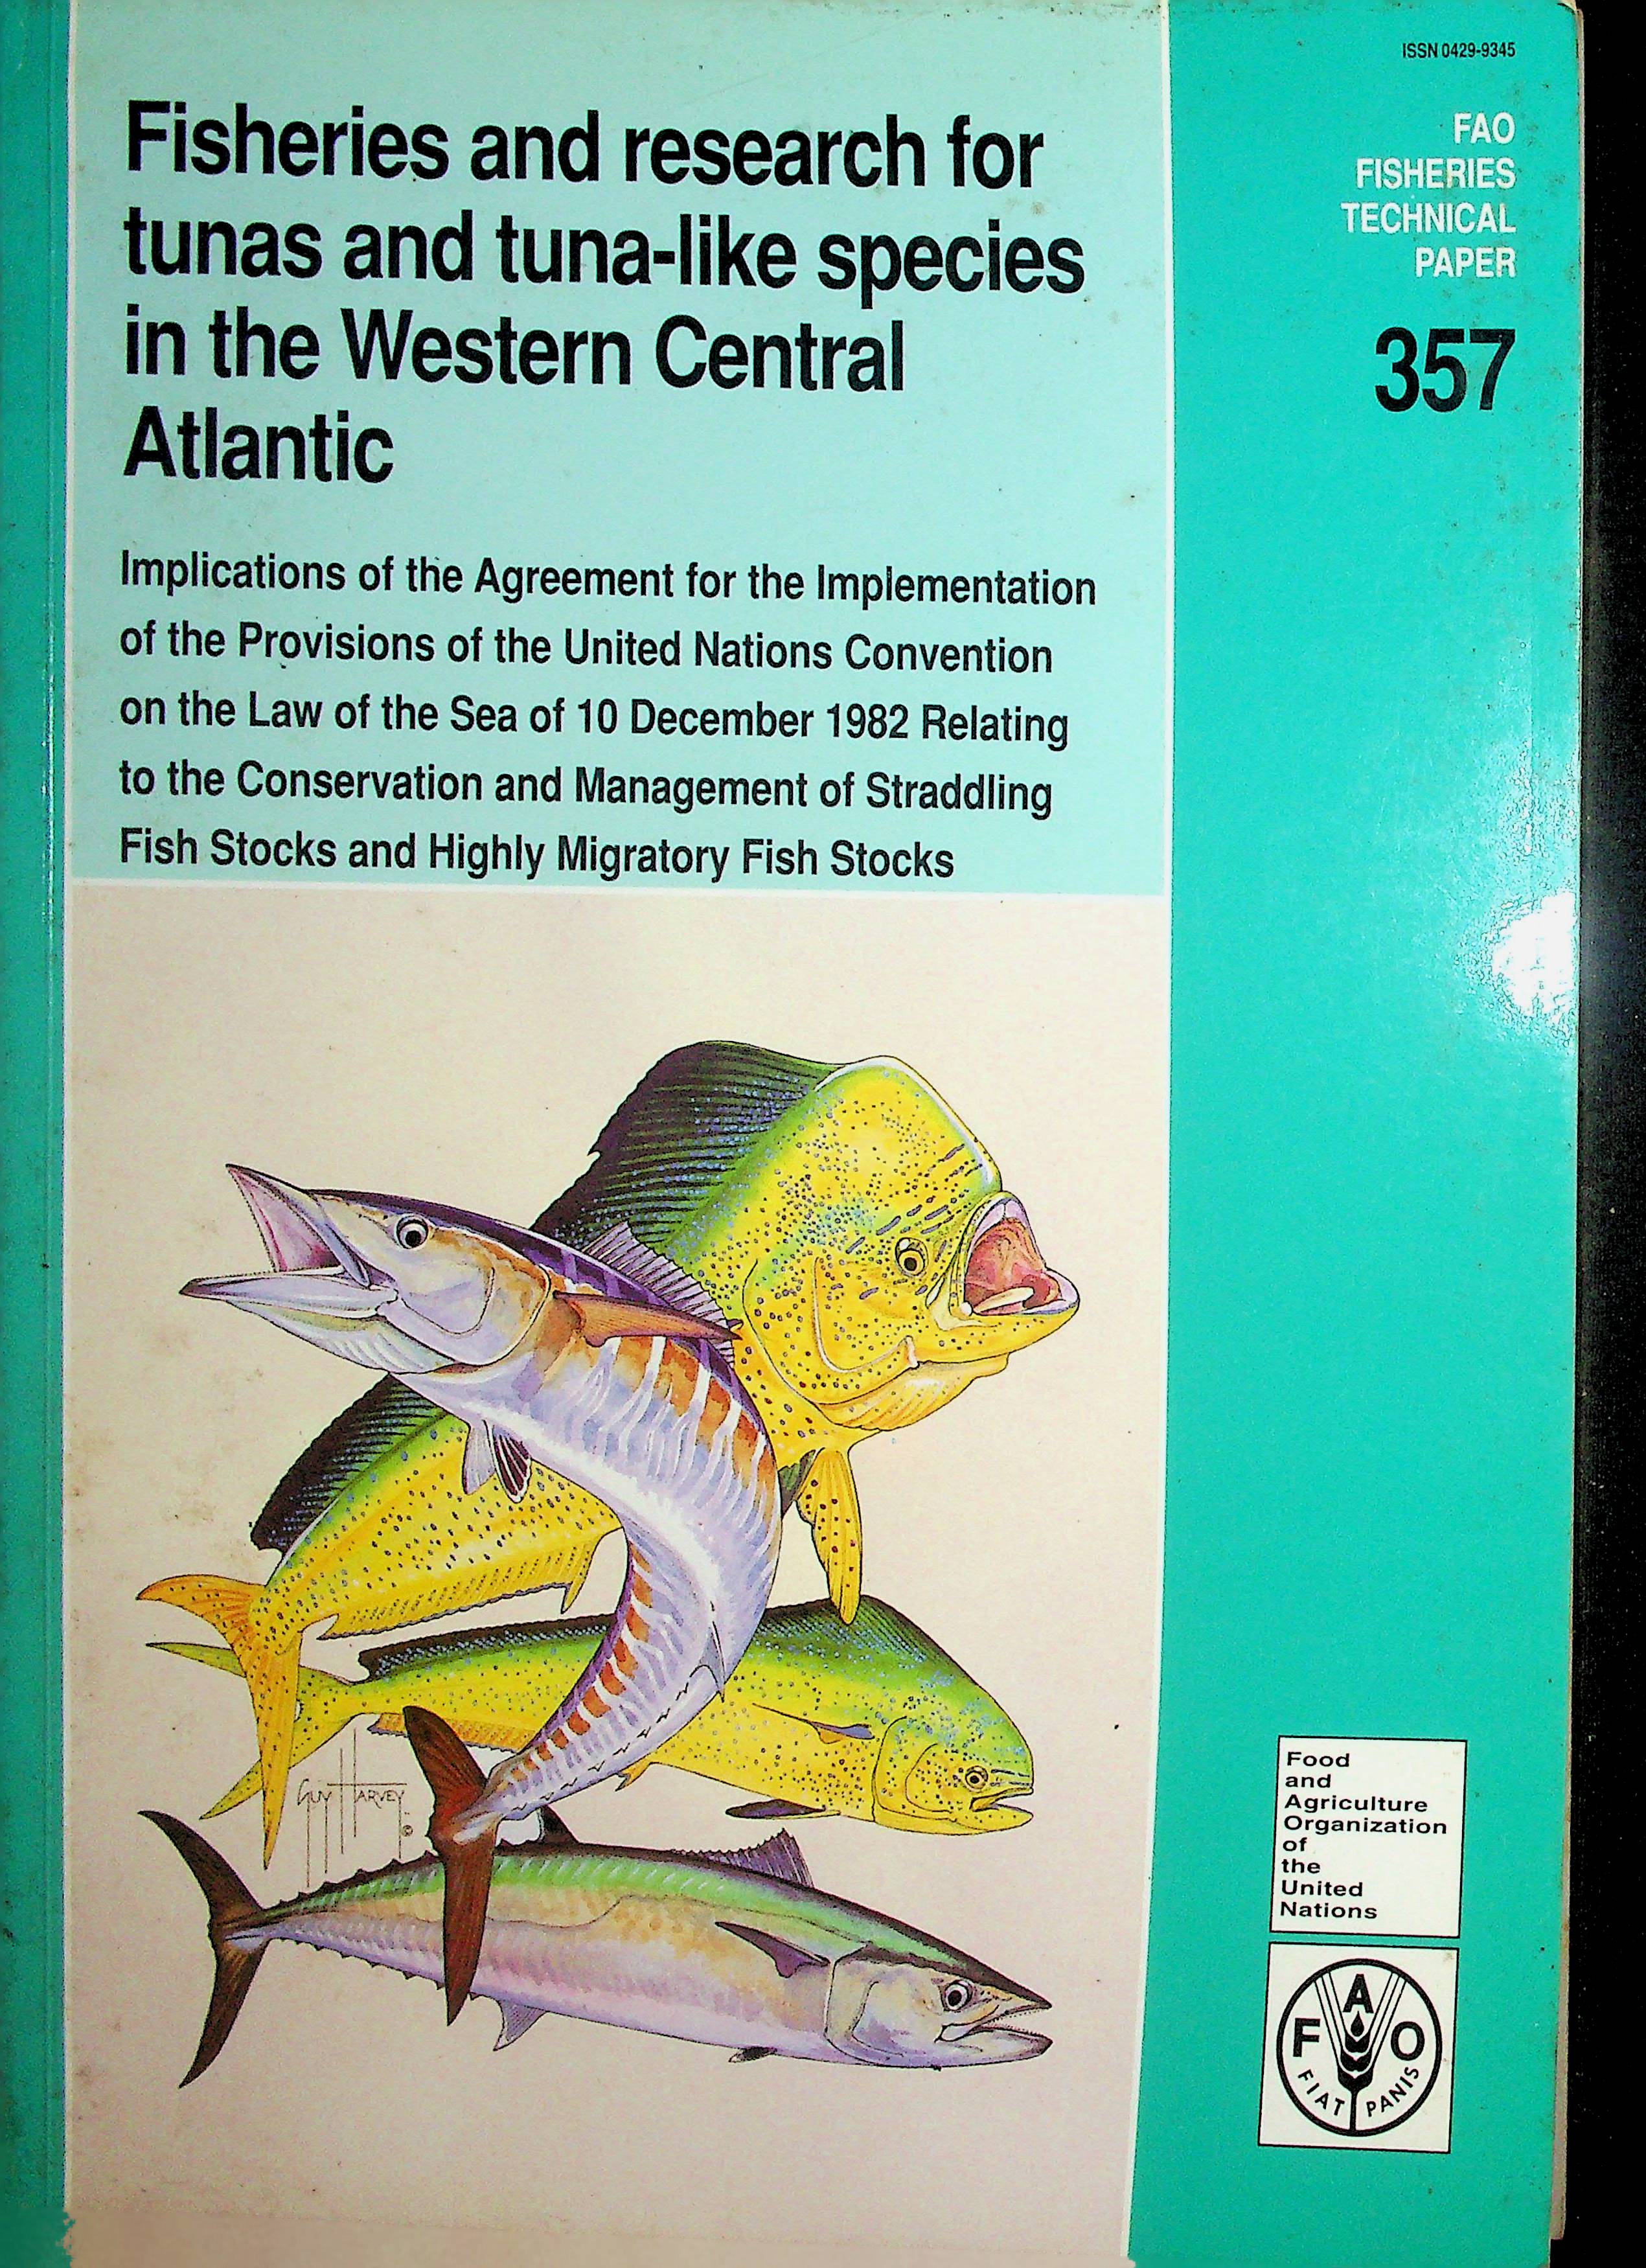 ISSN 0429-9345
FAO
FISHERIES
TECHNICAL
PAPER
357
Fisheries and research for
tunas and tuna-like species
in the Western Central
Atlantic
Implications of the Agreement for the Implementation
of the Provisions of the United Nations Convention
on the Law of the Sea of 10 December 1982 Relating
to the Conservation and Management of Straddling
Fish Stocks and Highly Migratory Fish Stocks
GUY HARVEY
©
Food
and
Agriculture
Organization
of
the
United
Nations
F A O
FIAT PANIS